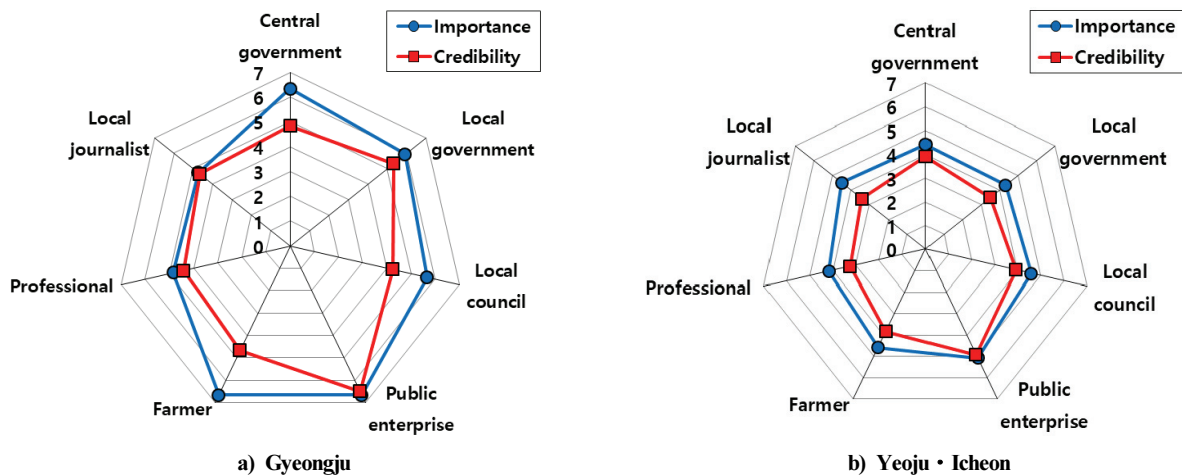 Importance
Credibility
Central
government
7
6
5
4
3
2
1
0
Local
government
Local
council
Public
enterprise
Farmer
Professional
Local
journalist
a) Gyeongju
Importance
Credibility
Central
government
7
6
5
4
3
2
1
0
Local
government
Local
council
Public
enterprise
Farmer
Professional
Local
journalist
b) Yeoju・Icheon